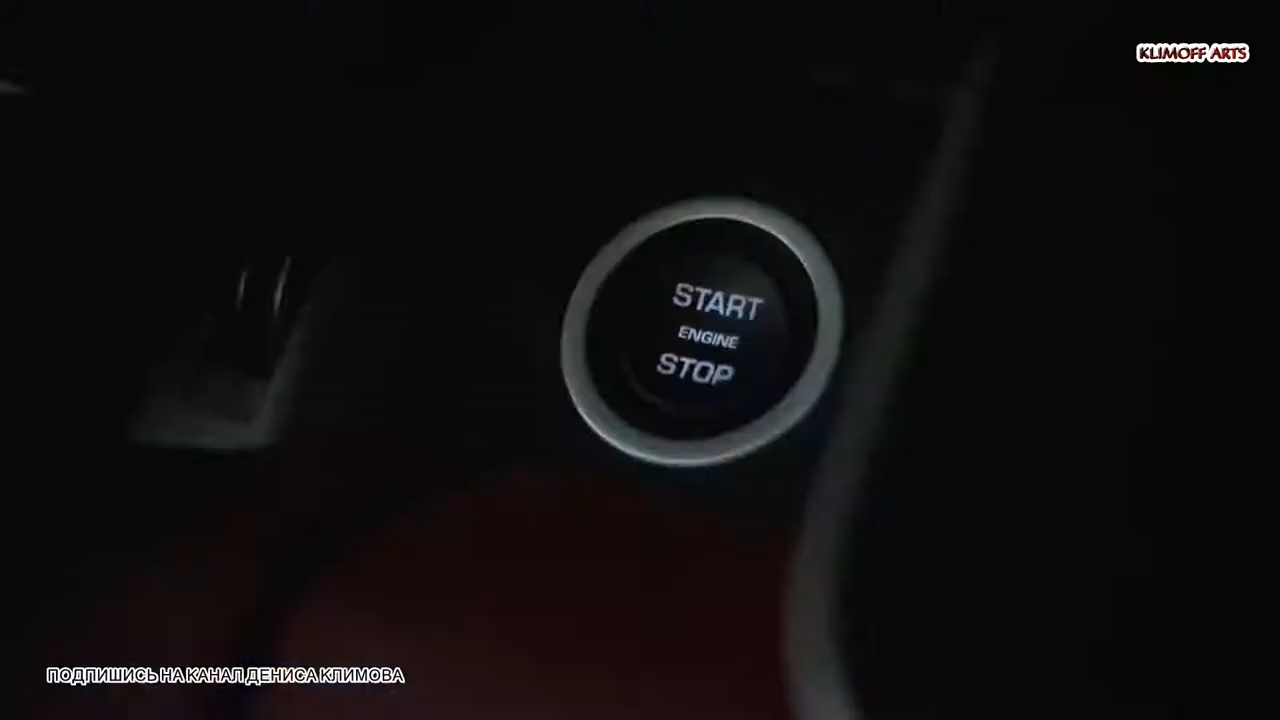 KLIMOFF ARTS
START
ENGINE
STOP
ПОДПИШИСЬ НА КАНАЛ ДЕНИСА КЛИМОВА